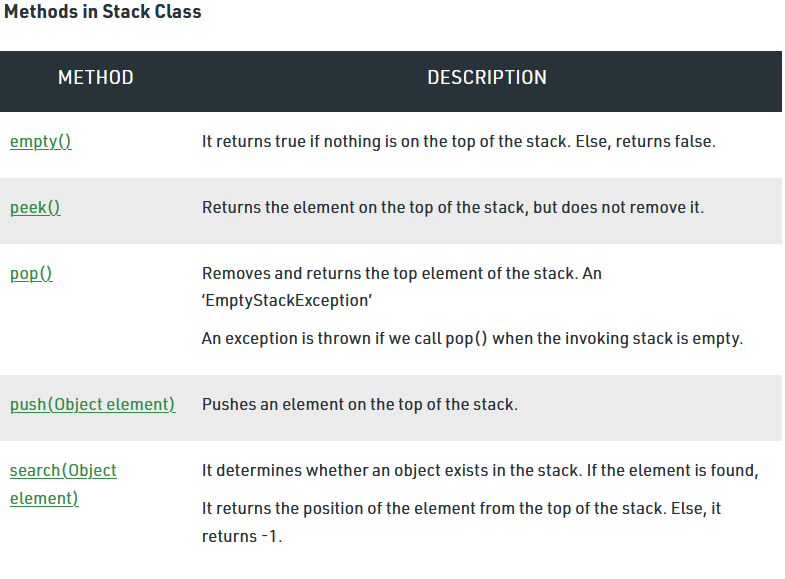 Methods in Stack Class
METHOD DESCRIPTION
empty() It returns true if nothing is on the top of the stack. Else, returns false.
peek() Returns the element on the top of the stack, but does not remove it.
pop() Removes and returns the top element of the stack. An
‘EmptyStackException’
An exception is thrown if we call pop() when the invoking stack is empty.
push(Object element) Pushes an element on the top of the stack.
search(Object
element)
It determines whether an object exists in the stack. If the element is found,
It returns the position of the element from the top of the stack. Else, it
returns -1.